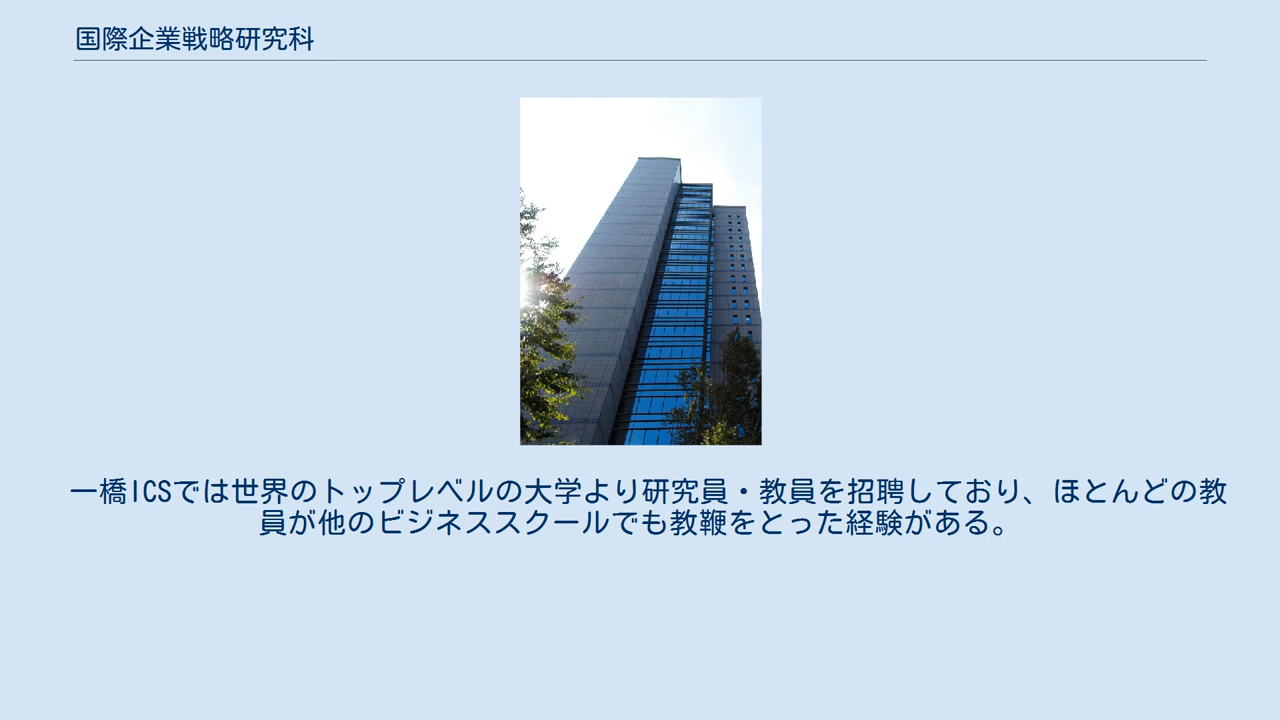 国際企業戦略研究科
一橋ICSでは世界のトップレベルの大学より研究員・教員を招聘しており、ほとんどの教
員が他のビジネススクールでも教鞭をとった経験がある。